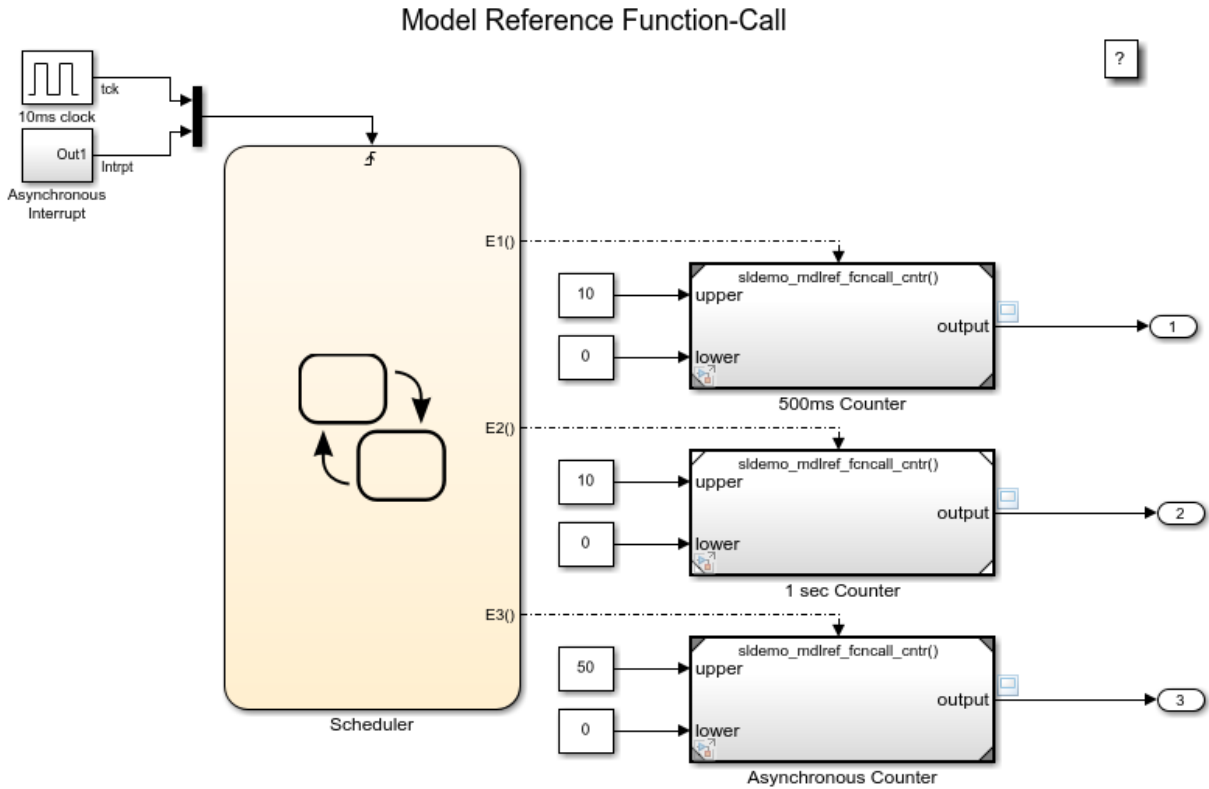 Model Reference Function-Call
?
tck
10ms clock
Out1
Intrpt
Asynchronous
Interrupt
E1()
sldemo_mdlref_fcncall_cntr()
10
upper
output
1
0
lower
500ms Counter
E2()
sldemo_mdlref_fcncall_cntr()
10
upper
output
2
0
lower
1 sec Counter
E3()
sldemo_mdlref_fcncall_cntr()
50
upper
output
3
0
lower
Scheduler
Asynchronous Counter